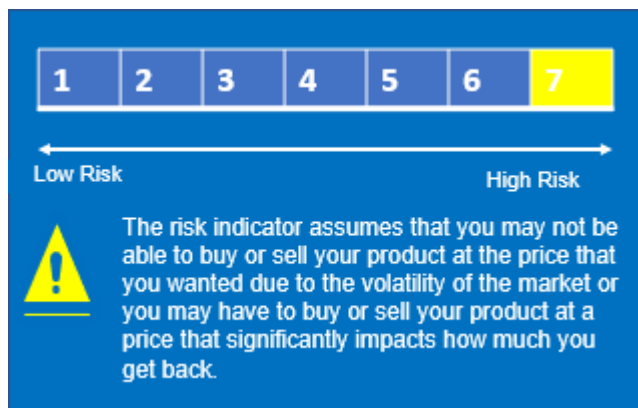 1 2 3 4 5 6 7
Low Risk High Risk
The risk indicator assumes that you may not be
able to buy or sell your product at the price that
you wanted due to the volatility of the market or
you may have to buy or sell your product at a
price that significantly impacts how much you
get back.